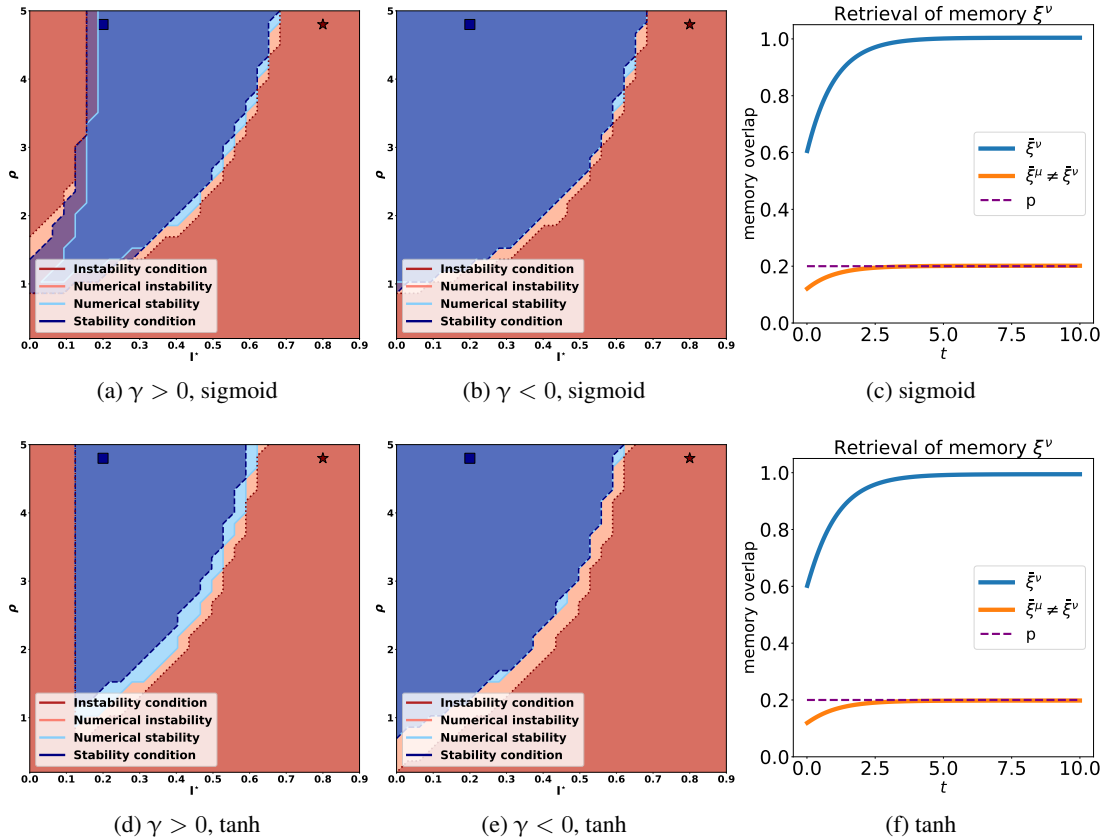 5
4
3
2
1
ρ
Instability condition
Numerical instability
Numerical stability
Stability condition
0.0 0.1 0.2 0.3 0.4 0.5 0.6 0.7 0.8 0.9
I*
(a) γ > 0, sigmoid
5
4
3
2
1
ρ
Instability condition
Numerical instability
Numerical stability
Stability condition
0.0 0.1 0.2 0.3 0.4 0.5 0.6 0.7 0.8 0.9
I*
(b) γ < 0, sigmoid
Retrieval of memory ξ^ν
1.0
0.8
0.6
0.4
0.2
0.0
memory overlap
ξ̄^ν
ξ̄^μ ≠ ξ̄^ν
p
0.0 2.5 5.0 7.5 10.0
t
(c) sigmoid
5
4
3
2
1
ρ
Instability condition
Numerical instability
Numerical stability
Stability condition
0.0 0.1 0.2 0.3 0.4 0.5 0.6 0.7 0.8 0.9
I*
(d) γ > 0, tanh
5
4
3
2
1
ρ
Instability condition
Numerical instability
Numerical stability
Stability condition
0.0 0.1 0.2 0.3 0.4 0.5 0.6 0.7 0.8 0.9
I*
(e) γ < 0, tanh
Retrieval of memory ξ^ν
1.0
0.8
0.6
0.4
0.2
0.0
memory overlap
ξ̄^ν
ξ̄^μ ≠ ξ̄^ν
p
0.0 2.5 5.0 7.5 10.0
t
(f) tanh